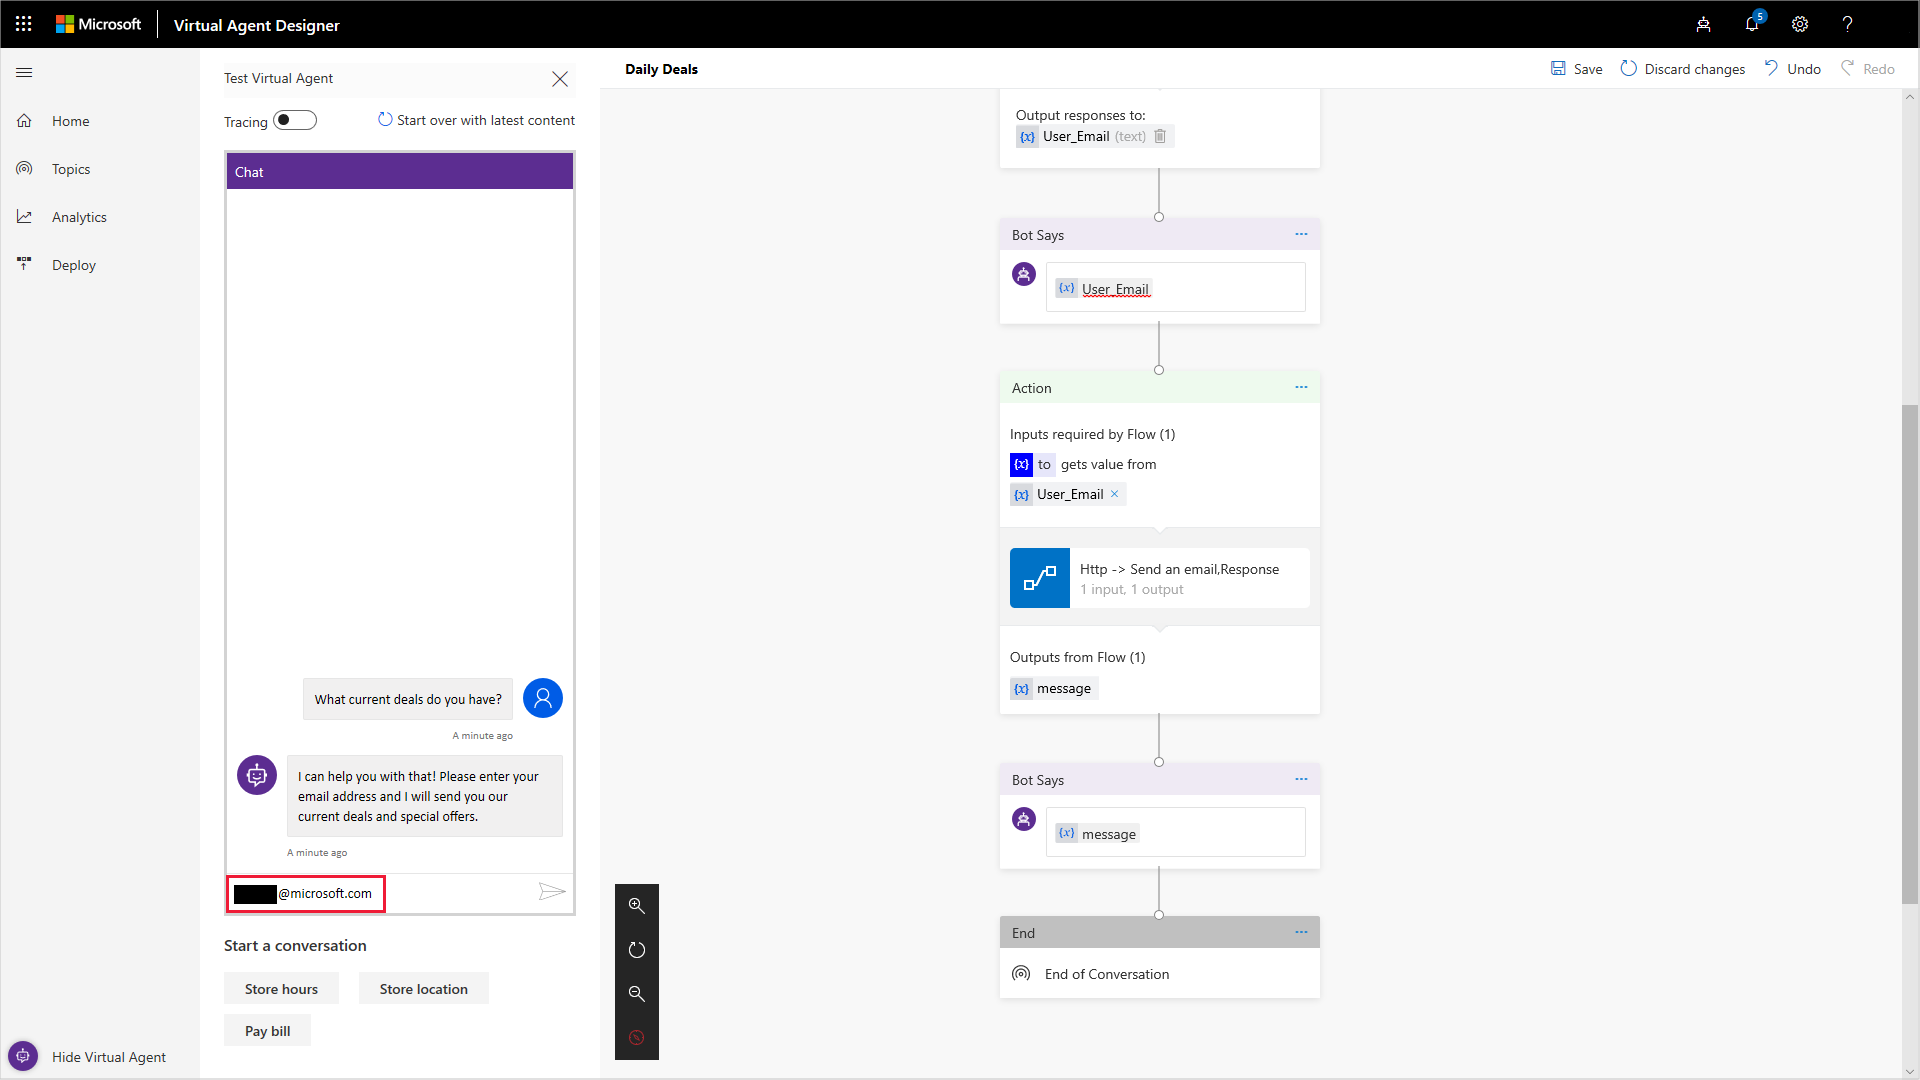 Microsoft
Virtual Agent Designer
5
?
Home
Topics
Analytics
Deploy
Hide Virtual Agent
Test Virtual Agent
Tracing
Start over with latest content
Chat
What current deals do you have?
A minute ago
I can help you with that! Please enter your
email address and I will send you our
current deals and special offers.
A minute ago
@microsoft.com
Start a conversation
Store hours
Store location
Pay bill
Daily Deals
Save
Discard changes
Undo
Redo
Output responses to:
{x} User_Email (text)
Bot Says
...
{x} User_Email
Action
...
Inputs required by Flow (1)
{x} to gets value from
{x} User_Email ×
Http -> Send an email,Response
1 input, 1 output
Outputs from Flow (1)
{x} message
Bot Says
...
{x} message
End
...
End of Conversation